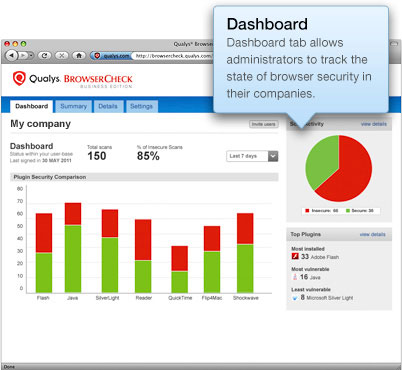 Dashboard
Dashboard tab allows
administrators to track the
state of browser security in
their companies.
Qualys® Browser
qualys.com
http://browsercheck.qualys.com/
Qualys BROWSERCHECK
BUSINESS EDITION
Dashboard Summary Details Settings
My company
Invite users
view details
Dashboard
Status within your user-base.
Last signed in 30 MAY 2011
Total scans
150
% of Insecure Scans
85%
Last 7 days
Insecure: 66 Secure: 36
Plugin Security Comparison
80
70
60
50
40
30
20
10
0
Flash Java SilverLight Reader QuickTime Flip4Mac Shockwave
Top Plugins view details
Most installed
33 Adobe Flash
Most vulnerable
16 Java
Least vulnerable
8 Microsoft Silver Light
Done